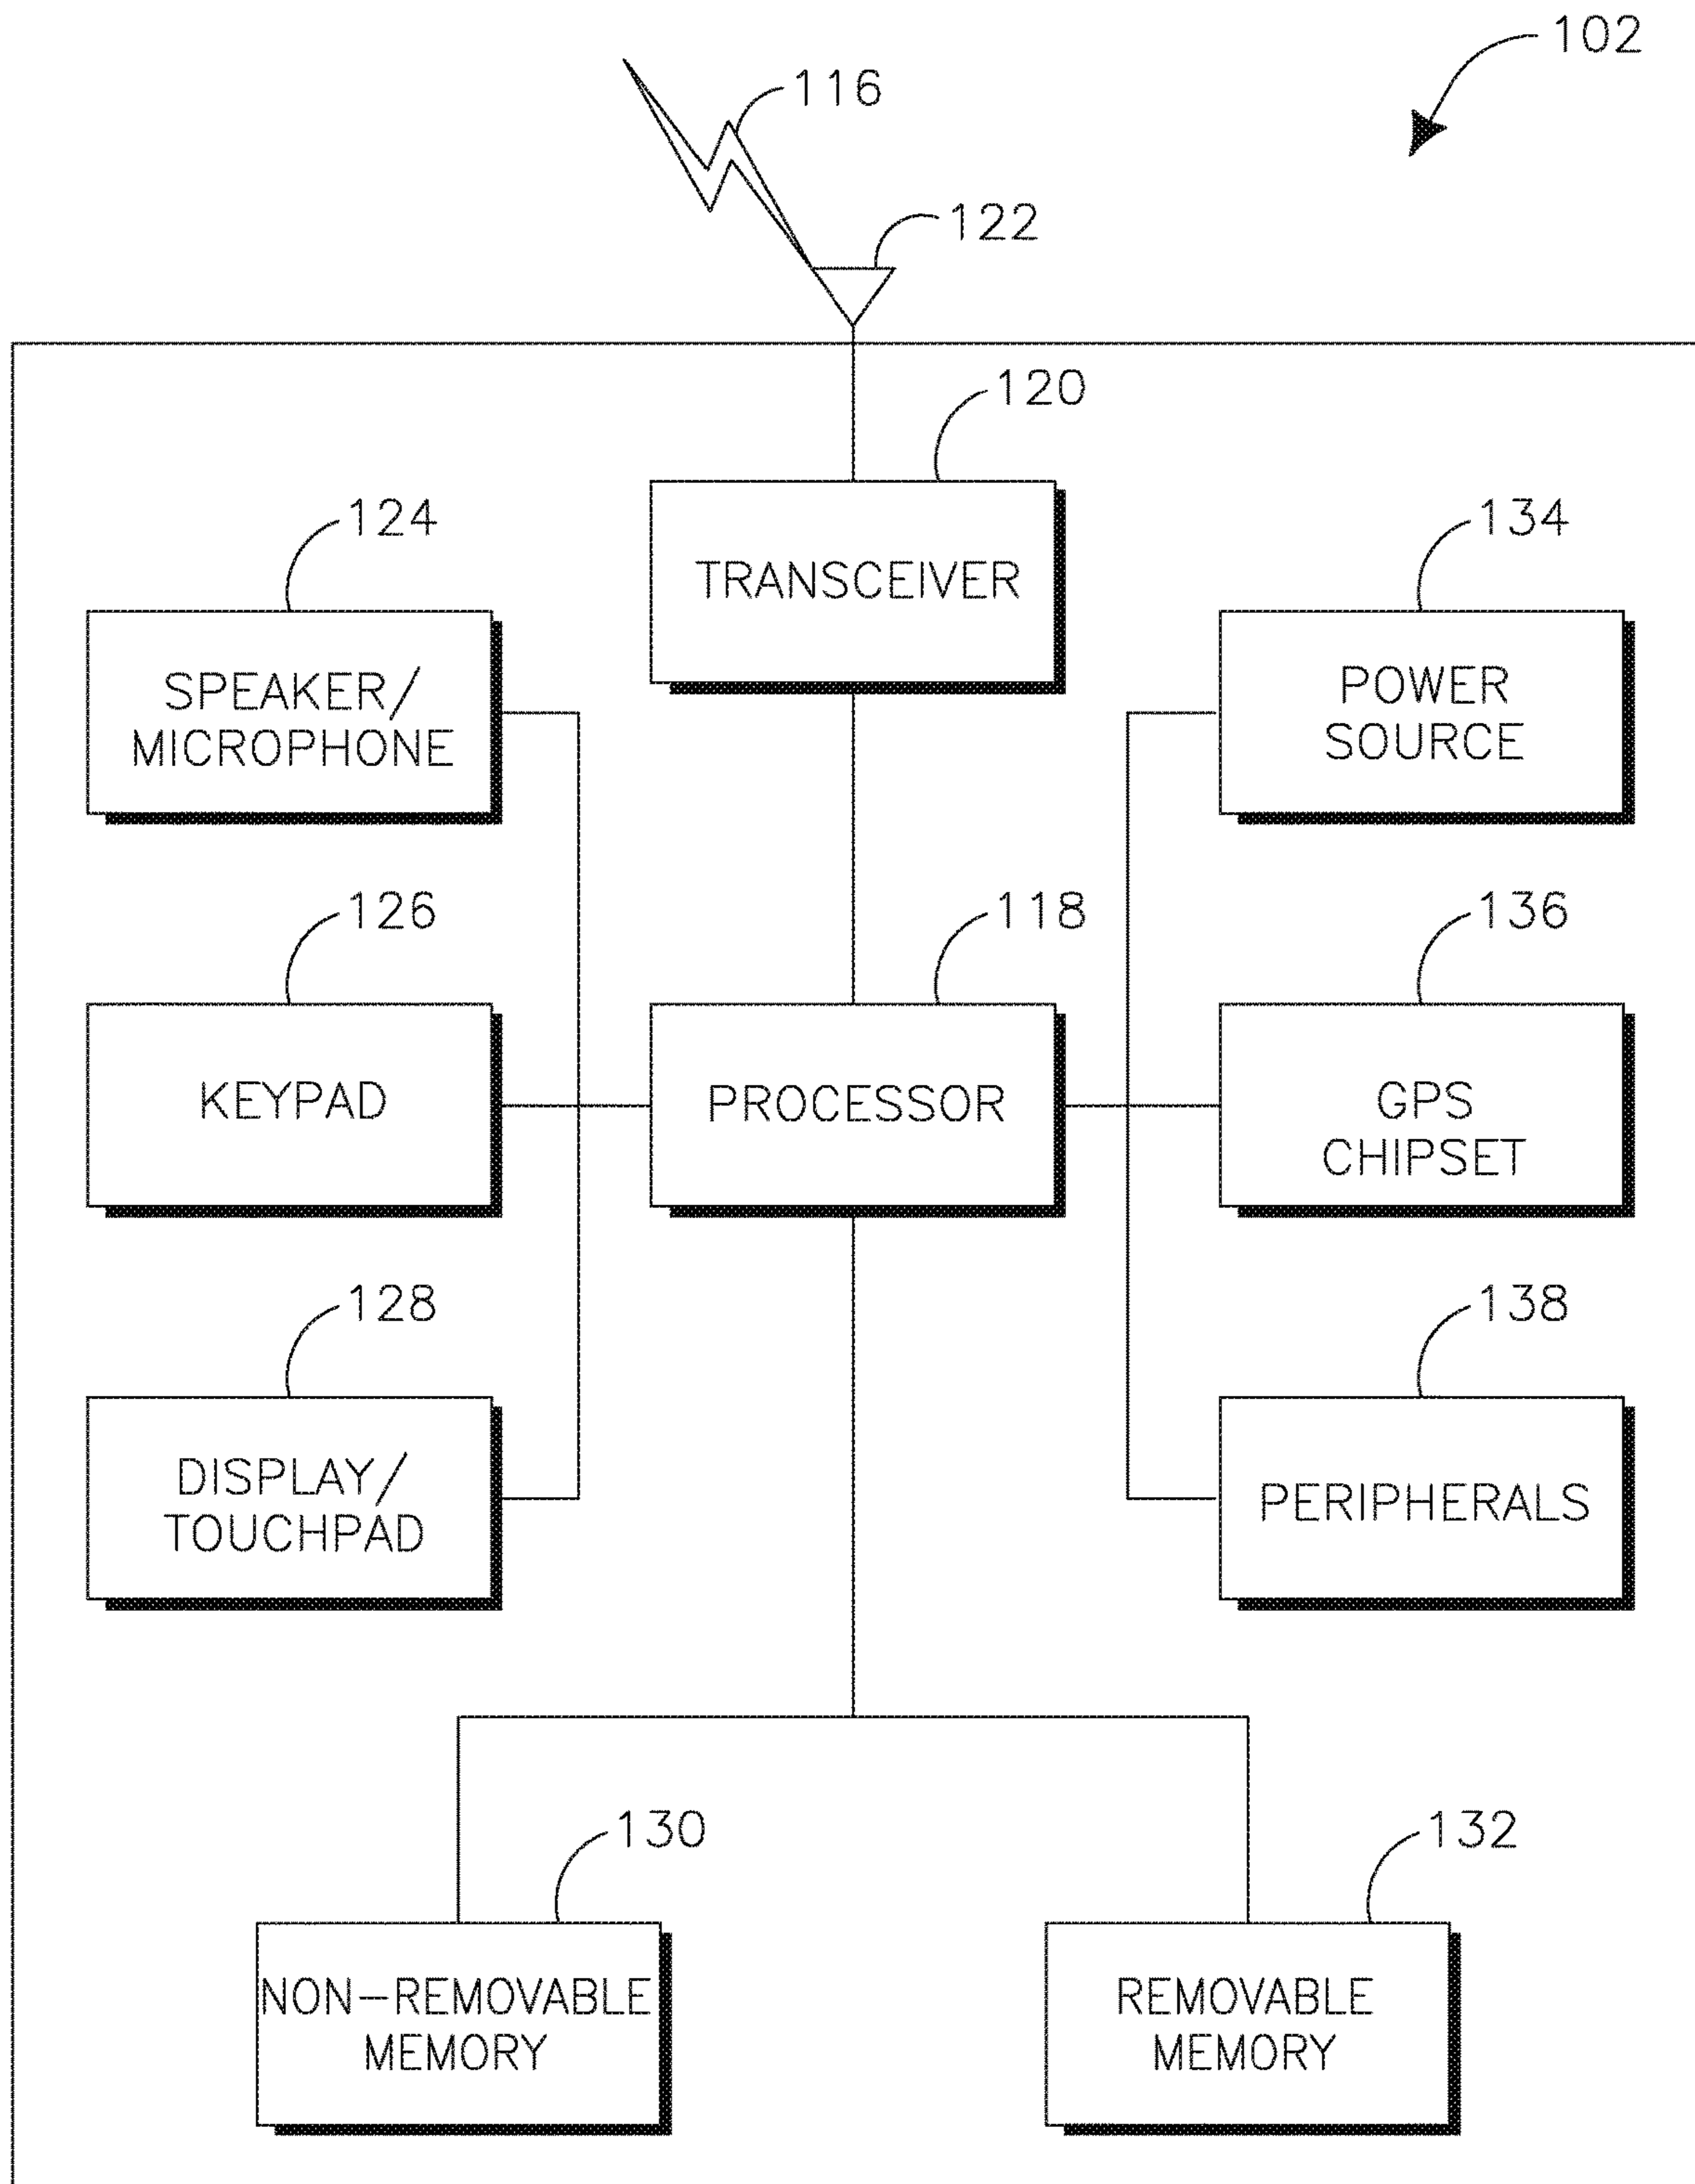 102
116
122
120
TRANSCEIVER
124
SPEAKER/
MICROPHONE
134
POWER
SOURCE
126
KEYPAD
118
PROCESSOR
136
GPS
CHIPSET
128
DISPLAY/
TOUCHPAD
138
PERIPHERALS
130
NON-REMOVABLE
MEMORY
132
REMOVABLE
MEMORY